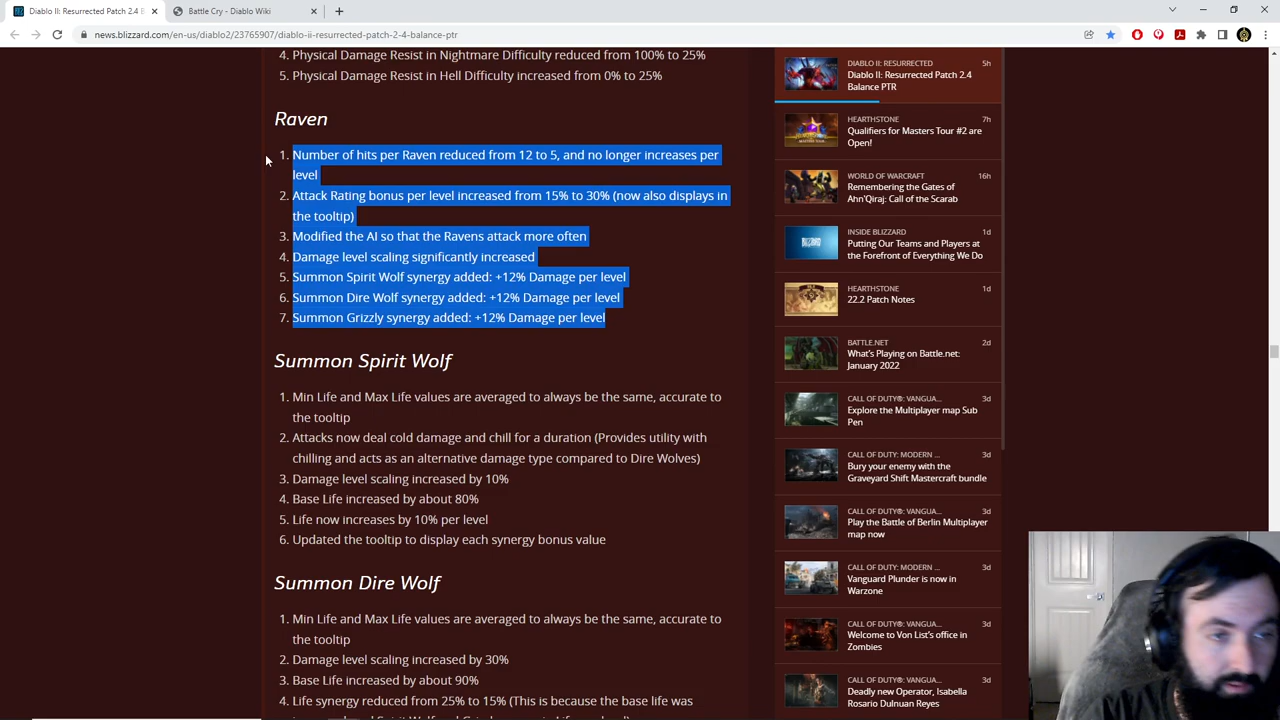 Diablo II: Resurrected Patch 2.4 B
Battle Cry - Diablo Wiki
news.blizzard.com/en-us/diablo2/23765907/diablo-ii-resurrected-patch-2-4-balance-ptr
4. Physical Damage Resist in Nightmare Difficulty reduced from 100% to 25%
5. Physical Damage Resist in Hell Difficulty increased from 0% to 25%
Raven
1. Number of hits per Raven reduced from 12 to 5, and no longer increases per
level
2. Attack Rating bonus per level increased from 15% to 30% (now also displays in
the tooltip)
3. Modified the AI so that the Ravens attack more often
4. Damage level scaling significantly increased
5. Summon Spirit Wolf synergy added: +12% Damage per level
6. Summon Dire Wolf synergy added: +12% Damage per level
7. Summon Grizzly synergy added: +12% Damage per level
Summon Spirit Wolf
1. Min Life and Max Life values are averaged to always be the same, accurate to
the tooltip
2. Attacks now deal cold damage and chill for a duration (Provides utility with
chilling and acts as an alternative damage type compared to Dire Wolves)
3. Damage level scaling increased by 10%
4. Base Life increased by about 80%
5. Life now increases by 10% per level
6. Updated the tooltip to display each synergy bonus value
Summon Dire Wolf
1. Min Life and Max Life values are averaged to always be the same, accurate to
the tooltip
2. Damage level scaling increased by 30%
3. Base Life increased by about 90%
4. Life synergy reduced from 25% to 15% (This is because the base life was
DIABLO II: RESURRECTED 5h
Diablo II: Resurrected Patch 2.4
Balance PTR
HEARTHSTONE 7h
Qualifiers for Masters Tour #2 are
Open!
WORLD OF WARCRAFT 16h
Remembering the Gates of
Ahn'Qiraj: Call of the Scarab
INSIDE BLIZZARD 1d
Putting Our Teams and Players at
the Forefront of Everything We Do
HEARTHSTONE 1d
22.2 Patch Notes
BATTLE.NET 2d
What's Playing on Battle.net:
January 2022
CALL OF DUTY®: VANGUA... 3d
Explore the Multiplayer map Sub
Pen
CALL OF DUTY: MODERN ... 3d
Bury your enemy with the
Graveyard Shift Mastercraft bundle
CALL OF DUTY®: VANGUA... 3d
Play the Battle of Berlin Multiplayer
map now
CALL OF DUTY: MODERN ... 3d
Vanguard Plunder is now in
Warzone
CALL OF DUTY®: VANGUA... 3d
Welcome to Von List's office in
Zombies
CALL OF DUTY®: VANGUA... 3d
Deadly new Operator, Isabella
Rosario Dulnuan Reyes